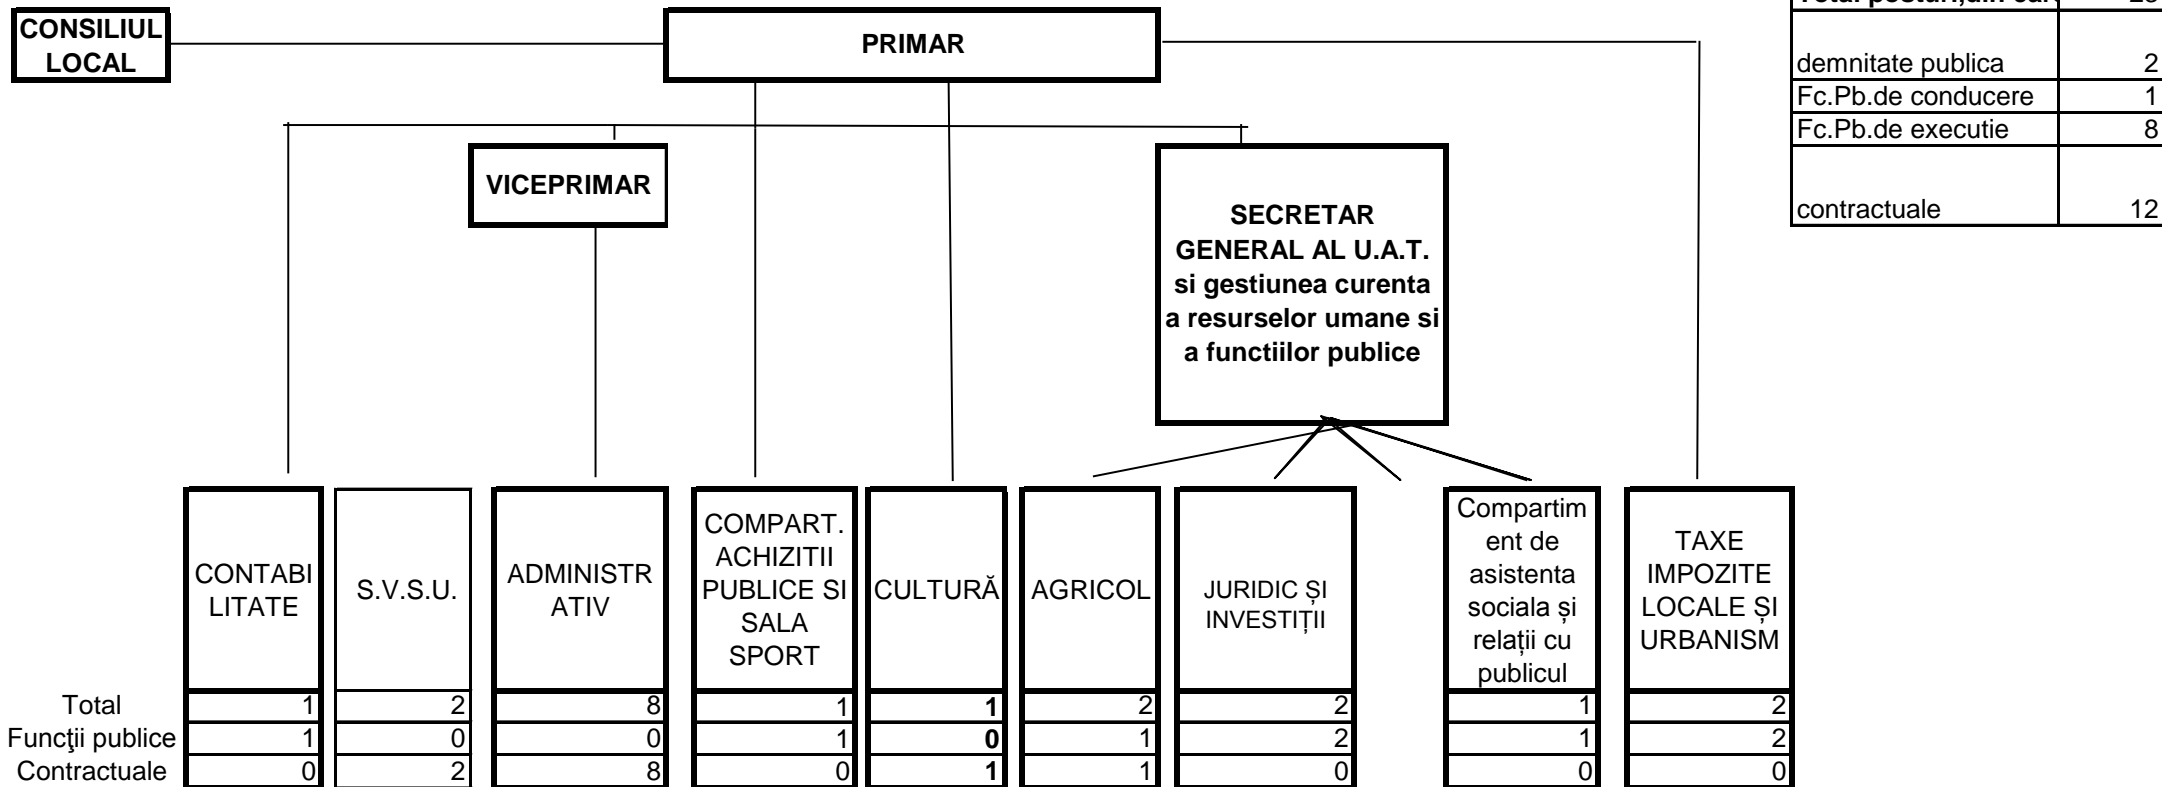 CONSILIUL
LOCAL
PRIMAR
demnitate publica 2
Fc.Pb.de conducere 1
Fc.Pb.de executie 8
contractuale 12
VICEPRIMAR
SECRETAR
GENERAL AL U.A.T.
si gestiunea curenta
a resurselor umane si
a functiilor publice
CONTABI
LITATE
S.V.S.U.
ADMINISTR
ATIV
COMPART.
ACHIZITII
PUBLICE SI
SALA
SPORT
CULTURĂ
AGRICOL
JURIDIC ȘI
INVESTIȚII
Compartim
ent de
asistenta
sociala și
relații cu
publicul
TAXE
IMPOZITE
LOCALE ȘI
URBANISM
Total 1 2 8 1 1 2 2 1 2
Funcţii publice 1 0 0 1 0 1 2 1 2
Contractuale 0 2 8 0 1 1 0 0 0